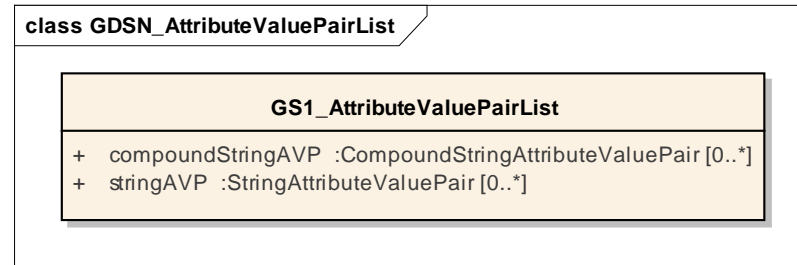 class GDSN_AttributeValuePairList
GS1_AttributeValuePairList
+ compoundStringAVP :CompoundStringAttributeValuePair [0..*]
+ stringAVP :StringAttributeValuePair [0..*]